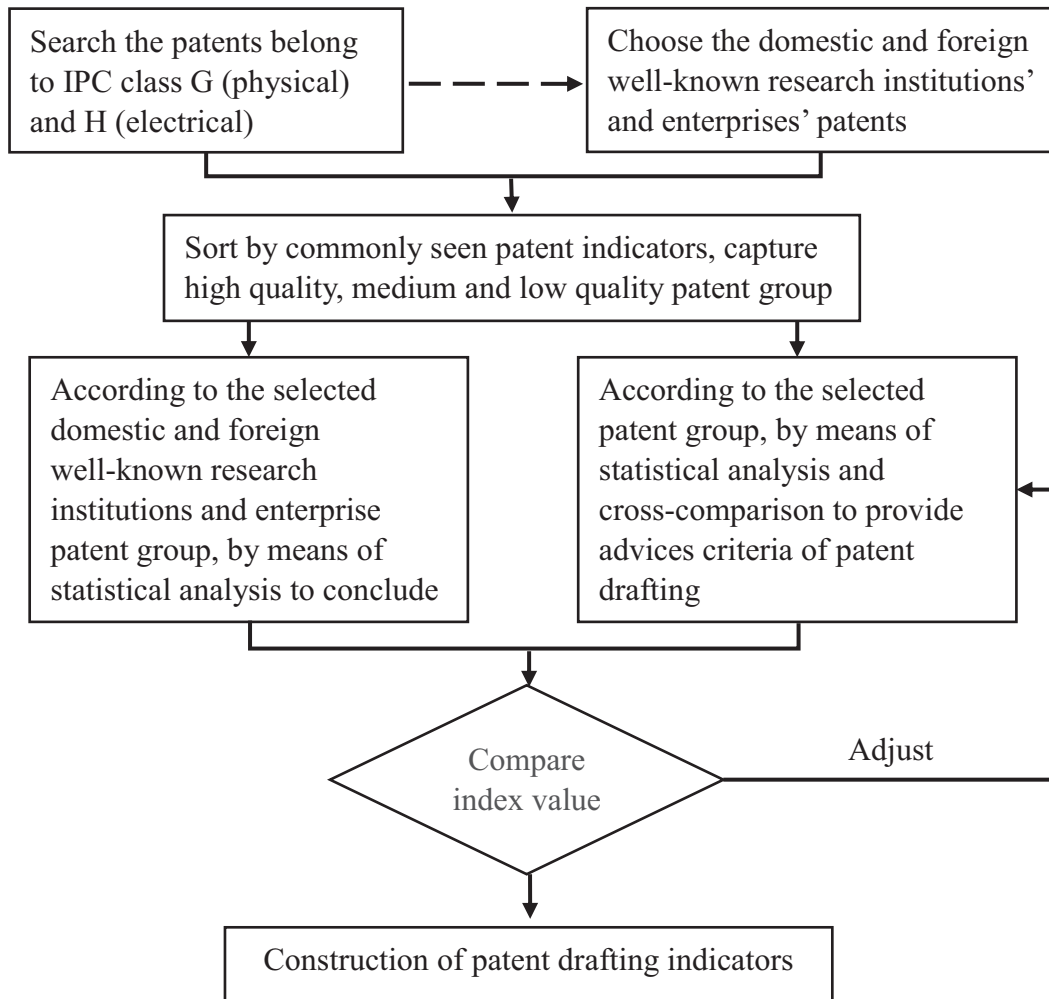 Search the patents belong
to IPC class G (physical)
and H (electrical)
Choose the domestic and foreign
well-known research institutions’
and enterprises’ patents
Sort by commonly seen patent indicators, capture
high quality, medium and low quality patent group
According to the selected
domestic and foreign
well-known research
institutions and enterprise
patent group, by means of
statistical analysis to conclude
According to the selected
patent group, by means of
statistical analysis and
cross-comparison to provide
advices criteria of patent
drafting
Compare
index value
Adjust
Construction of patent drafting indicators